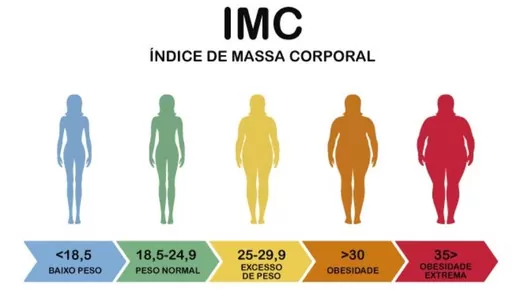 IMC
ÍNDICE DE MASSA CORPORAL
<18,5
BAIXO PESO
18,5-24,9
PESO NORMAL
25-29,9
EXCESSO
DE PESO
>30
OBESIDADE
35>
OBESIDADE
EXTREMA